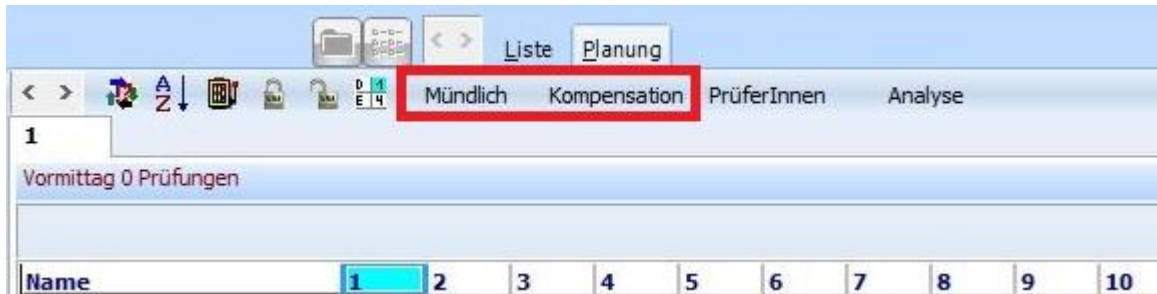 Liste Planung
Mündlich Kompensation PrüferInnen Analyse
1
Vormittag 0 Prüfungen
Name 1 2 3 4 5 6 7 8 9 10